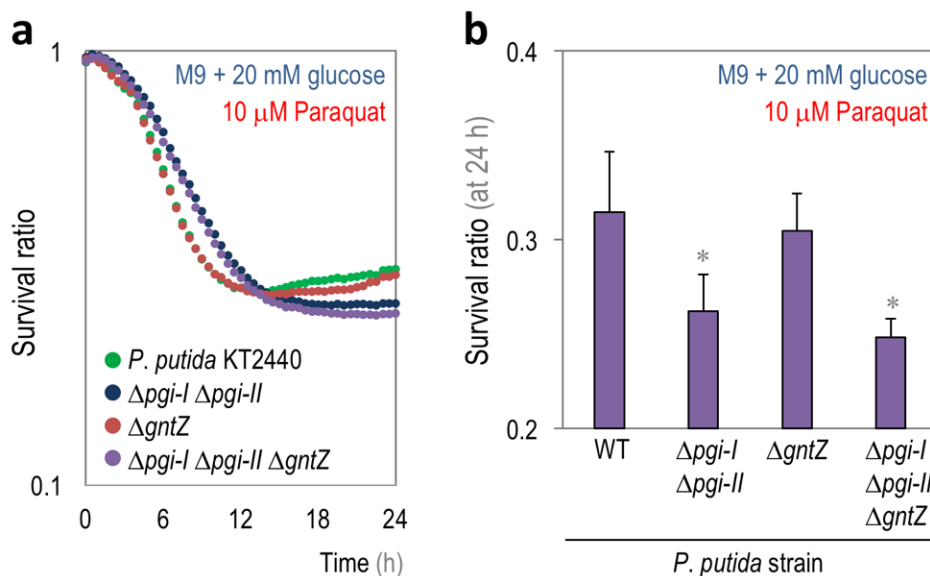 a
1
M9 + 20 mM glucose
10 μM Paraquat
Survival ratio
P. putida KT2440
Δpgi-I Δpgi-II
ΔgntZ
Δpgi-I Δpgi-II ΔgntZ
0.1
0 6 12 18 24
Time (h)
b
0.4
M9 + 20 mM glucose
10 μM Paraquat
Survival ratio (at 24 h)
0.3
*
*
0.2
WT Δpgi-I ΔgntZ Δpgi-I
Δpgi-II Δpgi-II
ΔgntZ
P. putida strain